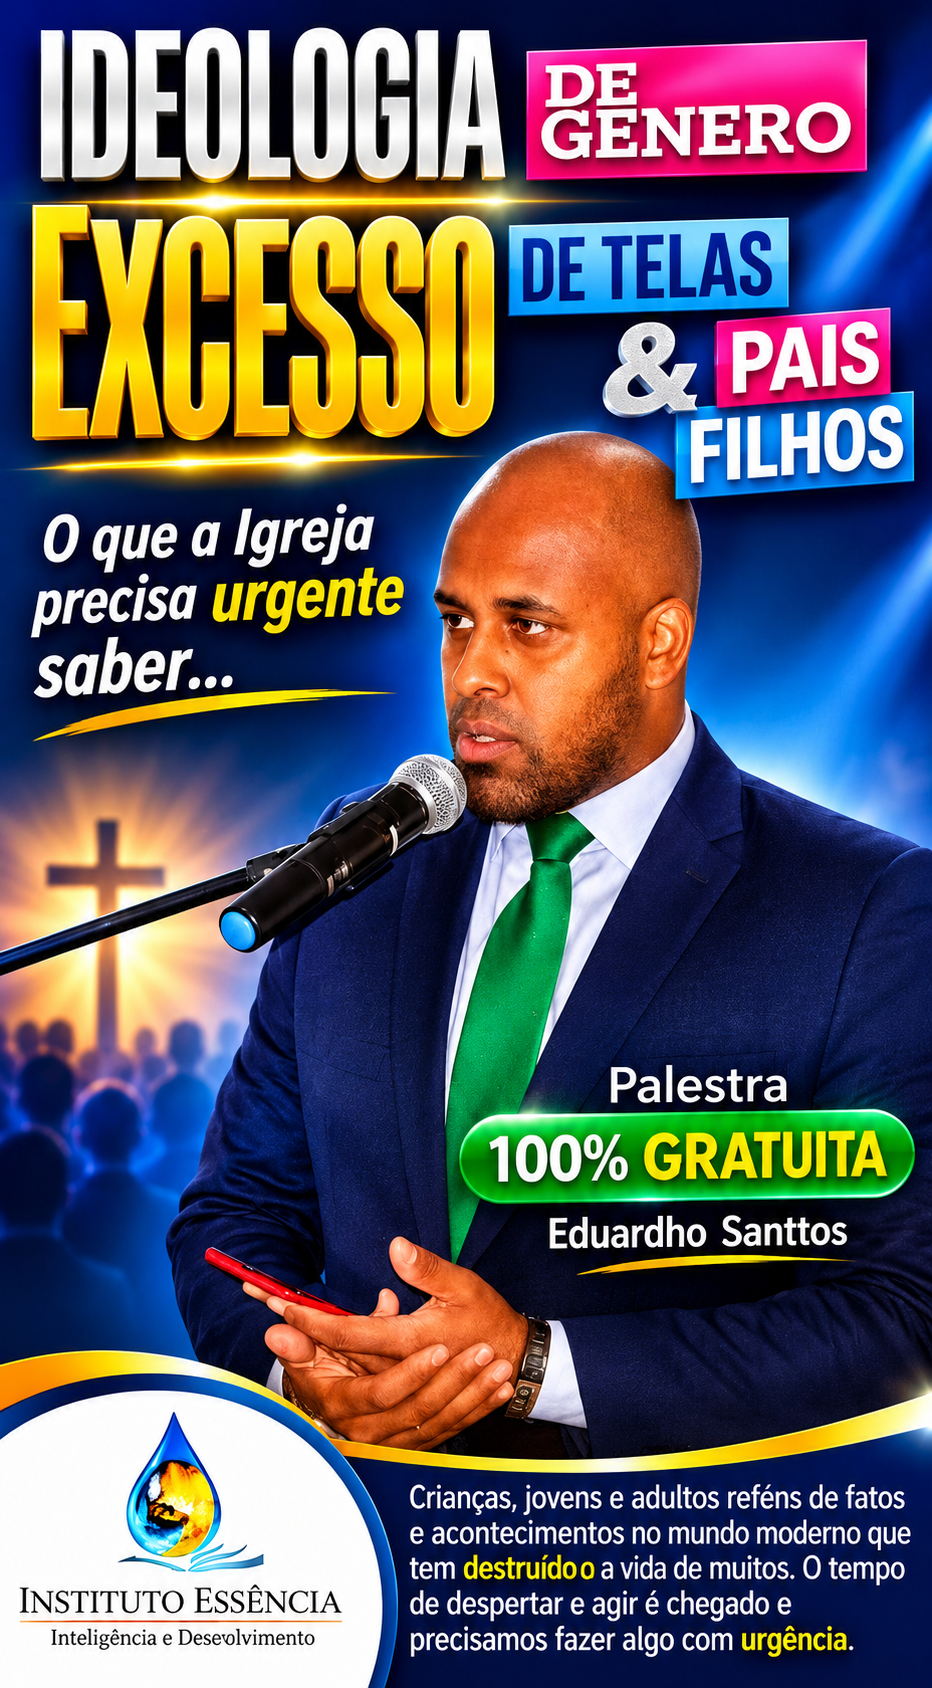 IDEOLOGIA
DE
GÊNERO
EXCESSO
DE TELAS
&
PAIS
FILHOS
O que a Igreja
precisa urgente
saber...
Palestra
100% GRATUITA
Eduardho Santtos
Crianças, jovens e adultos reféns de fatos
e acontecimentos no mundo moderno que
tem destruído o a vida de muitos. O tempo
de despertar e agir é chegado e
precisamos fazer algo com urgência.
INSTITUTO ESSÊNCIA
Inteligência e Desevolvimento